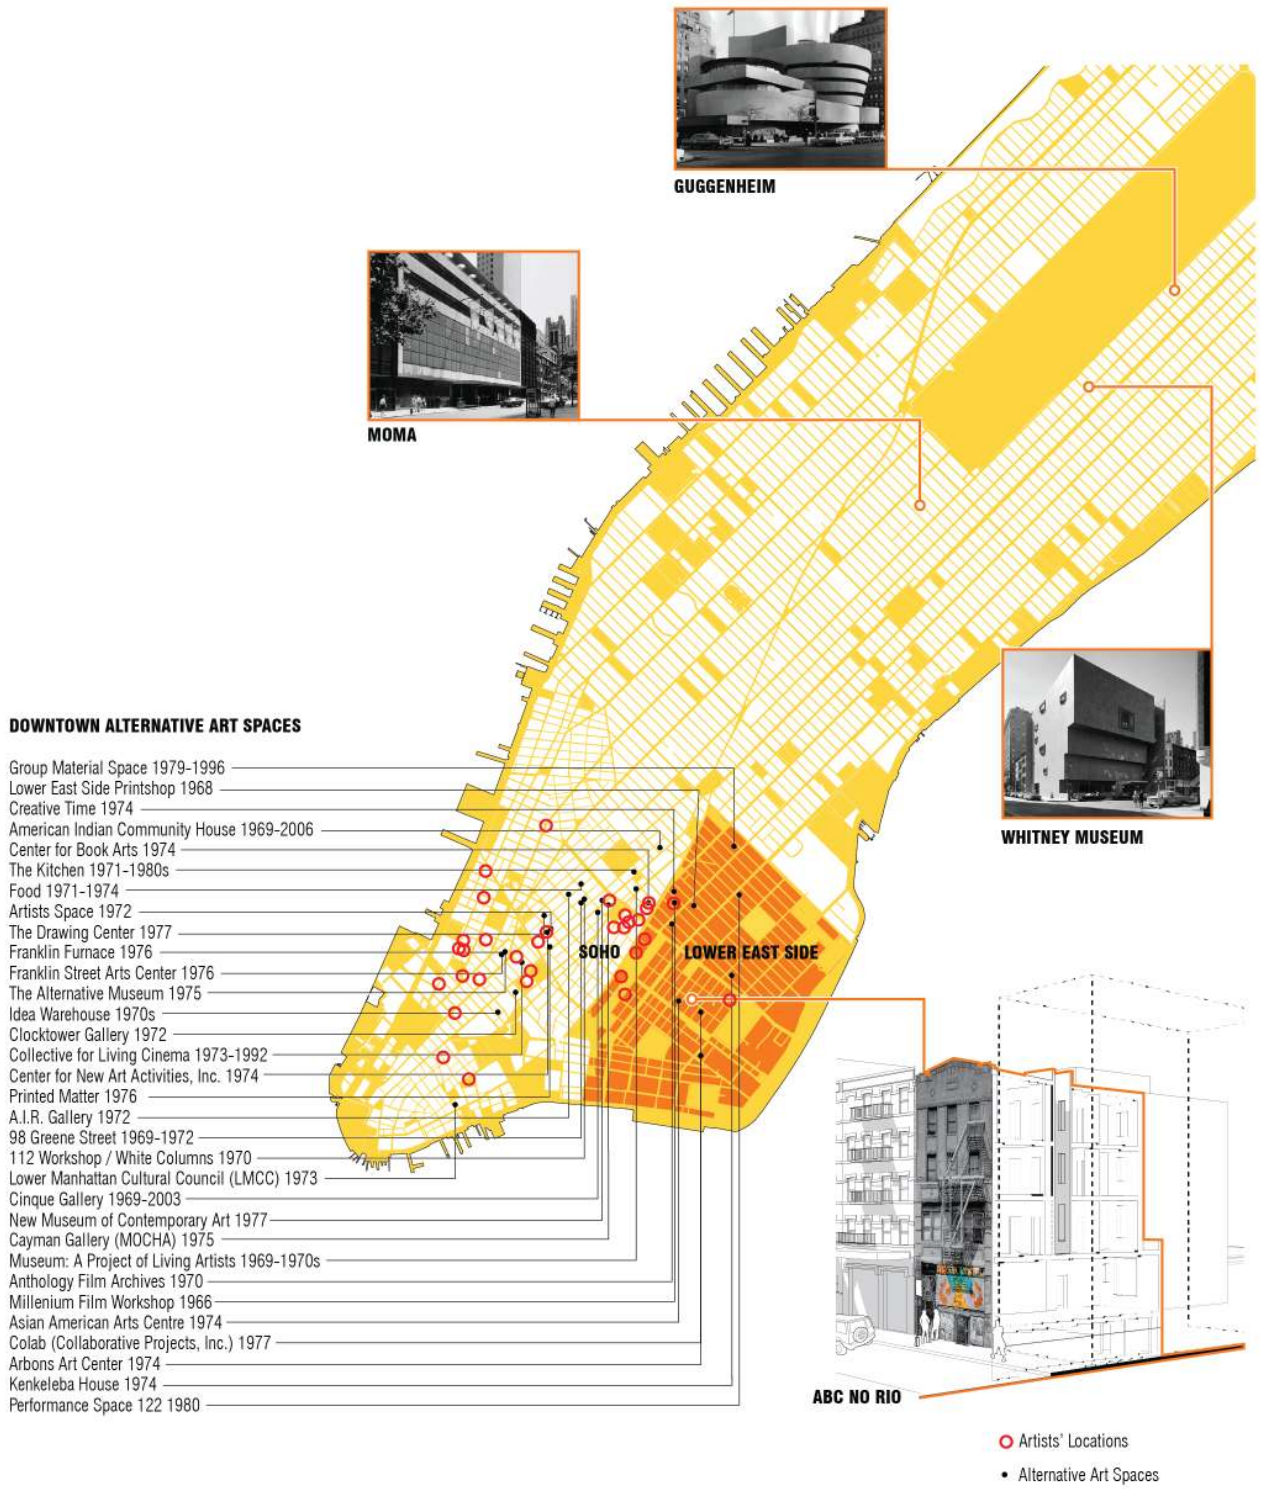 GUGGENHEIM
MOMA
WHITNEY MUSEUM
DOWNTOWN ALTERNATIVE ART SPACES
Group Material Space 1979-1996
Lower East Side Printshop 1968
Creative Time 1974
American Indian Community House 1969-2006
Center for Book Arts 1974
The Kitchen 1971-1980s
Food 1971-1974
Artists Space 1972
The Drawing Center 1977
Franklin Furnace 1976
Franklin Street Arts Center 1976
The Alternative Museum 1975
Idea Warehouse 1970s
Clocktower Gallery 1972
Collective for Living Cinema 1973-1992
Center for New Art Activities, Inc. 1974
Printed Matter 1976
A.I.R. Gallery 1972
98 Greene Street 1969-1972
112 Workshop / White Columns 1970
Lower Manhattan Cultural Council (LMCC) 1973
Cinque Gallery 1969-2003
New Museum of Contemporary Art 1977
Cayman Gallery (MOCHA) 1975
Museum: A Project of Living Artists 1969-1970s
Anthology Film Archives 1970
Millenium Film Workshop 1966
Asian American Arts Centre 1974
Colab (Collaborative Projects, Inc.) 1977
Arbons Art Center 1974
Kenkeleba House 1974
Performance Space 122 1980
SOHO
LOWER EAST SIDE
ABC NO RIO
Artists' Locations
Alternative Art Spaces